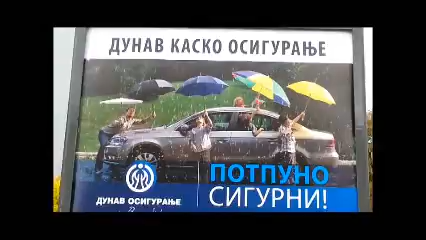 ДУНАВ КАСКО ОСИГУРАЊЕ
ПОТПУНО
СИГУРНИ!
ДУНАВ ОСИГУРАЊЕ